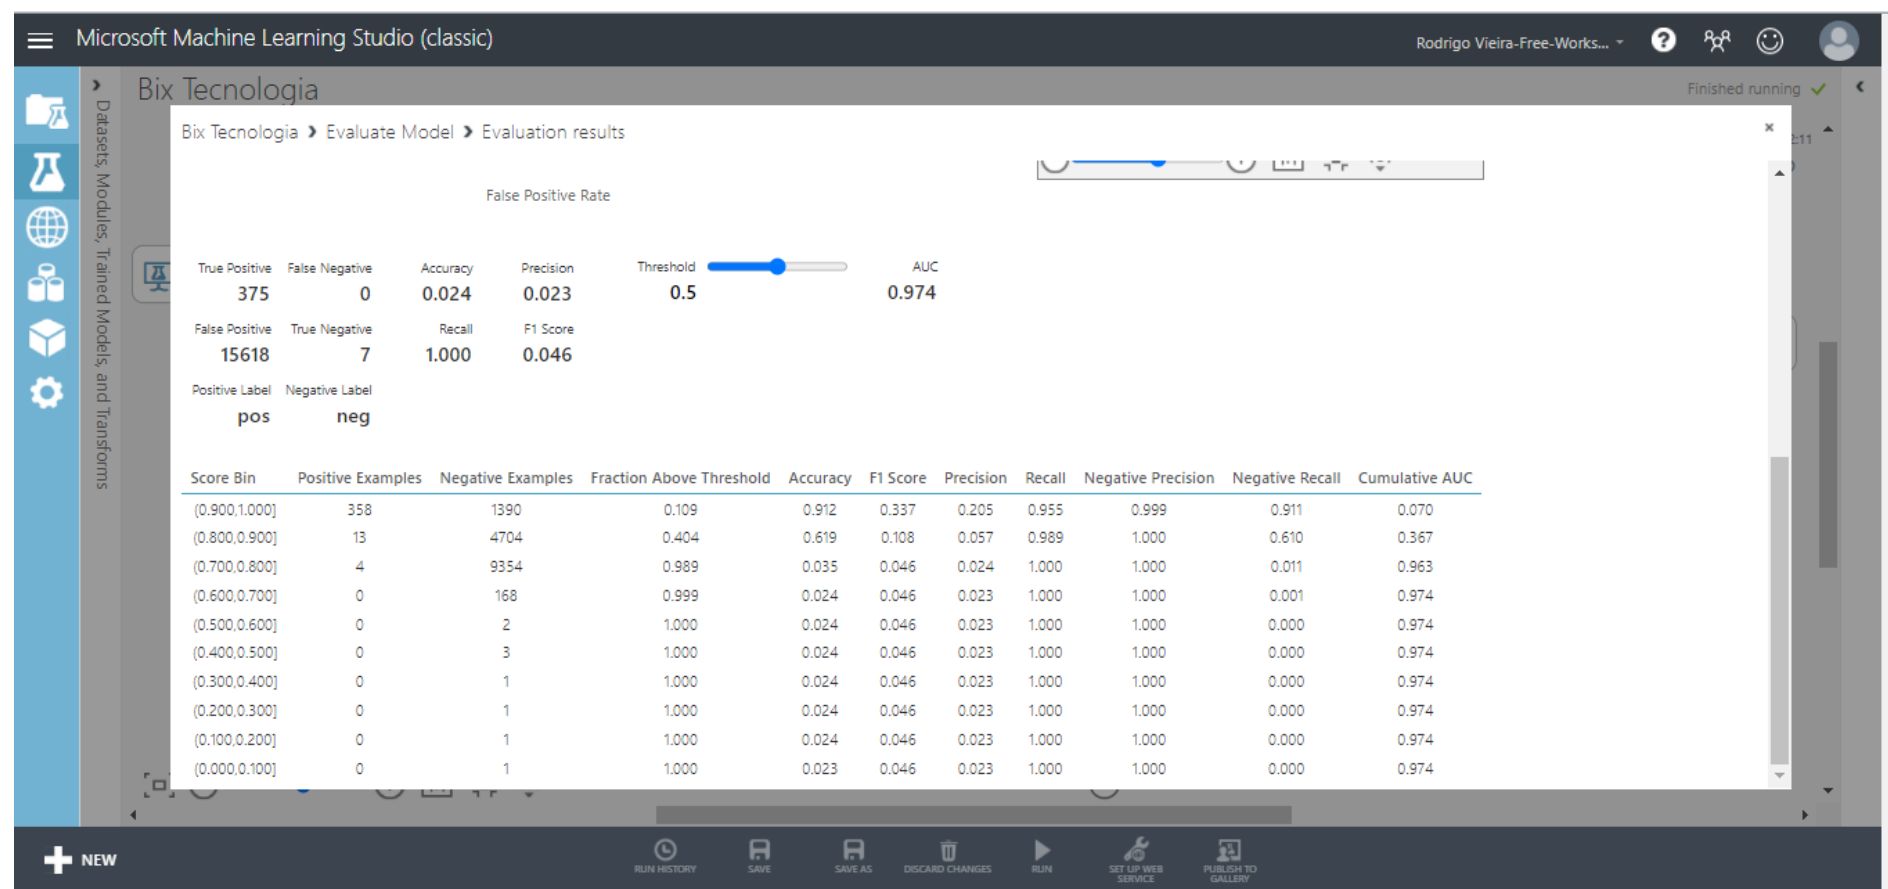 Microsoft Machine Learning Studio (classic)
Rodrigo Vieira-Free-Works...
Bix Tecnologia
Finished running
Datasets, Modules, Trained Models, and Transforms
Bix Tecnologia > Evaluate Model > Evaluation results
2:11
False Positive Rate
True Positive False Negative Accuracy Precision Threshold AUC
375 0 0.024 0.023 0.5 0.974
False Positive True Negative Recall F1 Score
15618 7 1.000 0.046
Positive Label Negative Label
pos neg
Score Bin Positive Examples Negative Examples Fraction Above Threshold Accuracy F1 Score Precision Recall Negative Precision Negative Recall Cumulative AUC
(0.900,1.000] 358 1390 0.109 0.912 0.337 0.205 0.955 0.999 0.911 0.070
(0.800,0.900] 13 4704 0.404 0.619 0.108 0.057 0.989 1.000 0.610 0.367
(0.700,0.800] 4 9354 0.989 0.035 0.046 0.024 1.000 1.000 0.011 0.963
(0.600,0.700] 0 168 0.999 0.024 0.046 0.023 1.000 1.000 0.001 0.974
(0.500,0.600] 0 2 1.000 0.024 0.046 0.023 1.000 1.000 0.000 0.974
(0.400,0.500] 0 3 1.000 0.024 0.046 0.023 1.000 1.000 0.000 0.974
(0.300,0.400] 0 1 1.000 0.024 0.046 0.023 1.000 1.000 0.000 0.974
(0.200,0.300] 0 1 1.000 0.024 0.046 0.023 1.000 1.000 0.000 0.974
(0.100,0.200] 0 1 1.000 0.024 0.046 0.023 1.000 1.000 0.000 0.974
(0.000,0.100] 0 1 1.000 0.023 0.046 0.023 1.000 1.000 0.000 0.974
NEW
RUN HISTORY
SAVE
SAVE AS
DISCARD CHANGES
RUN
SET UP WEB
SERVICE
PUBLISH TO
GALLERY